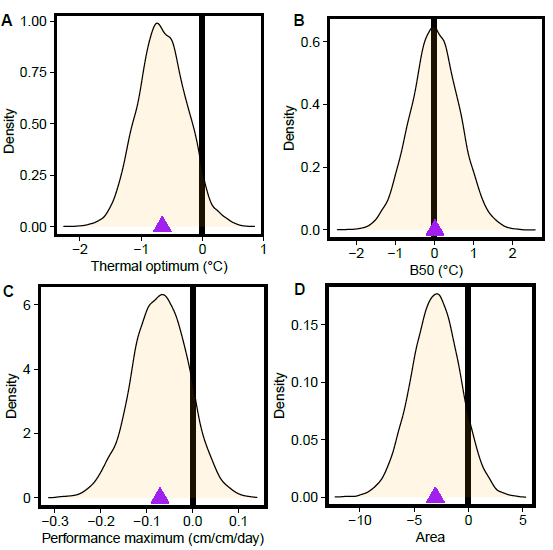 A
1.00
0.75
0.50
0.25
0.00
Density
−2
−1
0
1
Thermal optimum (°C)
B
0.6
0.4
0.2
0.0
Density
−2
−1
0
1
2
B50 (°C)
C
6
4
2
0
Density
−0.3
−0.2
−0.1
0.0
0.1
Performance maximum (cm/cm/day)
D
0.15
0.10
0.05
0.00
Density
−10
−5
0
5
Area